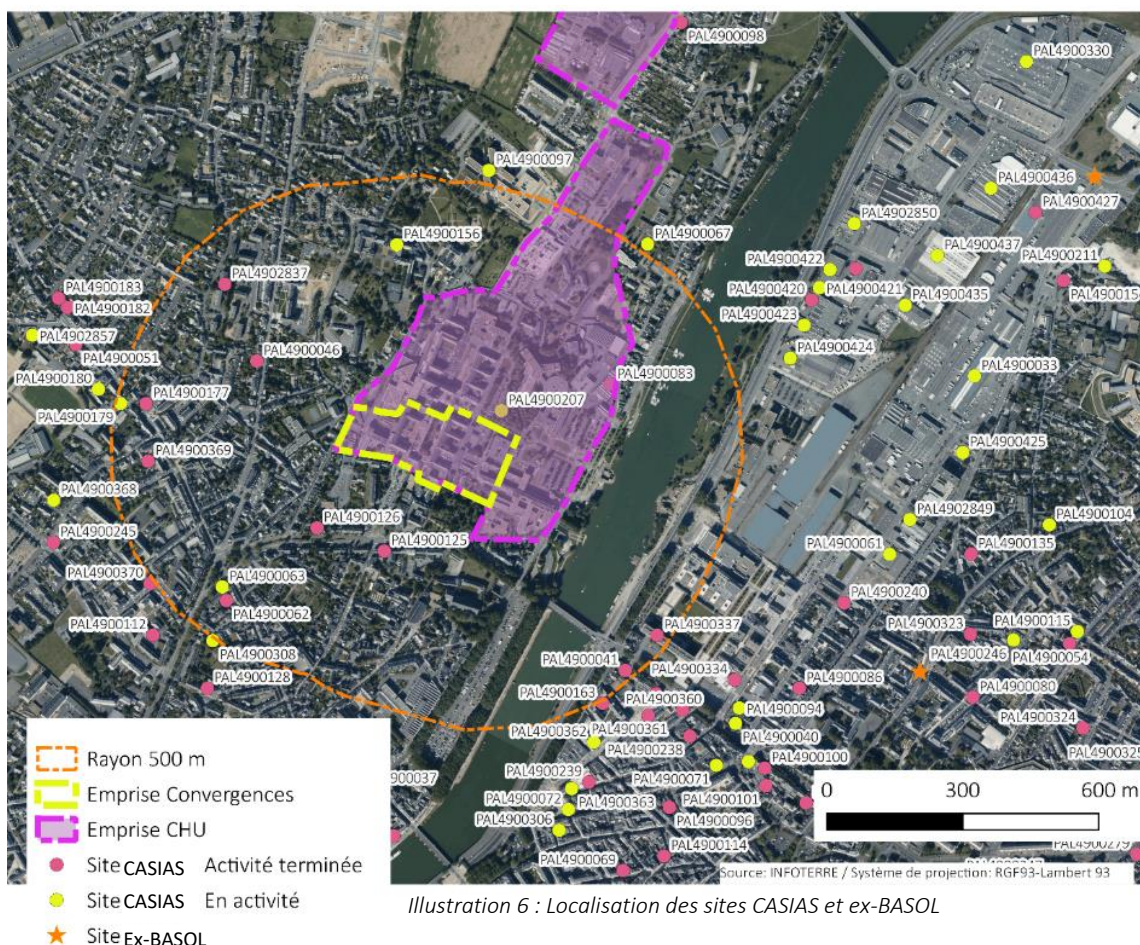 PAL4900098
PAL4900330
PAL4900097
PAL4900436
PAL4900427
PAL4902850
PAL4900067
PAL4900156
PAL4900437
PAL4900211
PAL4900422
PAL4902837
PAL4900183
PAL4900421
PAL490015
PAL4900420
PAL4900182
PAL4900435
PAL4900423
PAL4902857
PAL4900051
PAL4900046
PAL4900424
PAL4900033
PAL4900083
PAL4900180
PAL4900177
PAL4900207
PAL4900179
PAL4900425
PAL4900369
PAL4900368
PAL4900126
PAL4902849
PAL4900104
PAL4900245
PAL4900125
PAL4900061
PAL4900135
PAL4900370
PAL4900063
PAL4900240
PAL4900062
PAL4900112
PAL4900337
PAL4900323
PAL4900115
PAL4900308
PAL4900246
PAL4900054
PAL4900041
PAL4900334
PAL4900128
PAL4900163
PAL4900360
PAL4900086
PAL4900080
PAL4900094
PAL4900324
PAL4900362
PAL4900361
PAL4900238
PAL4900040
PAL490032
PAL4900100
4900037
PAL4900239
PAL4900071
PAL4900072
PAL4900363
PAL4900101
PAL4900306
PAL4900096
PAL4900114
PAL4900069
4900279
Rayon 500 m
Emprise Convergences
Emprise CHU
Site CASIAS Activité terminée
Site CASIAS En activité
Site Ex-BASOL
0 300 600 m
Source: INFOTERRE / Système de projection: RGF93-Lambert 93
Illustration 6 : Localisation des sites CASIAS et ex-BASOL